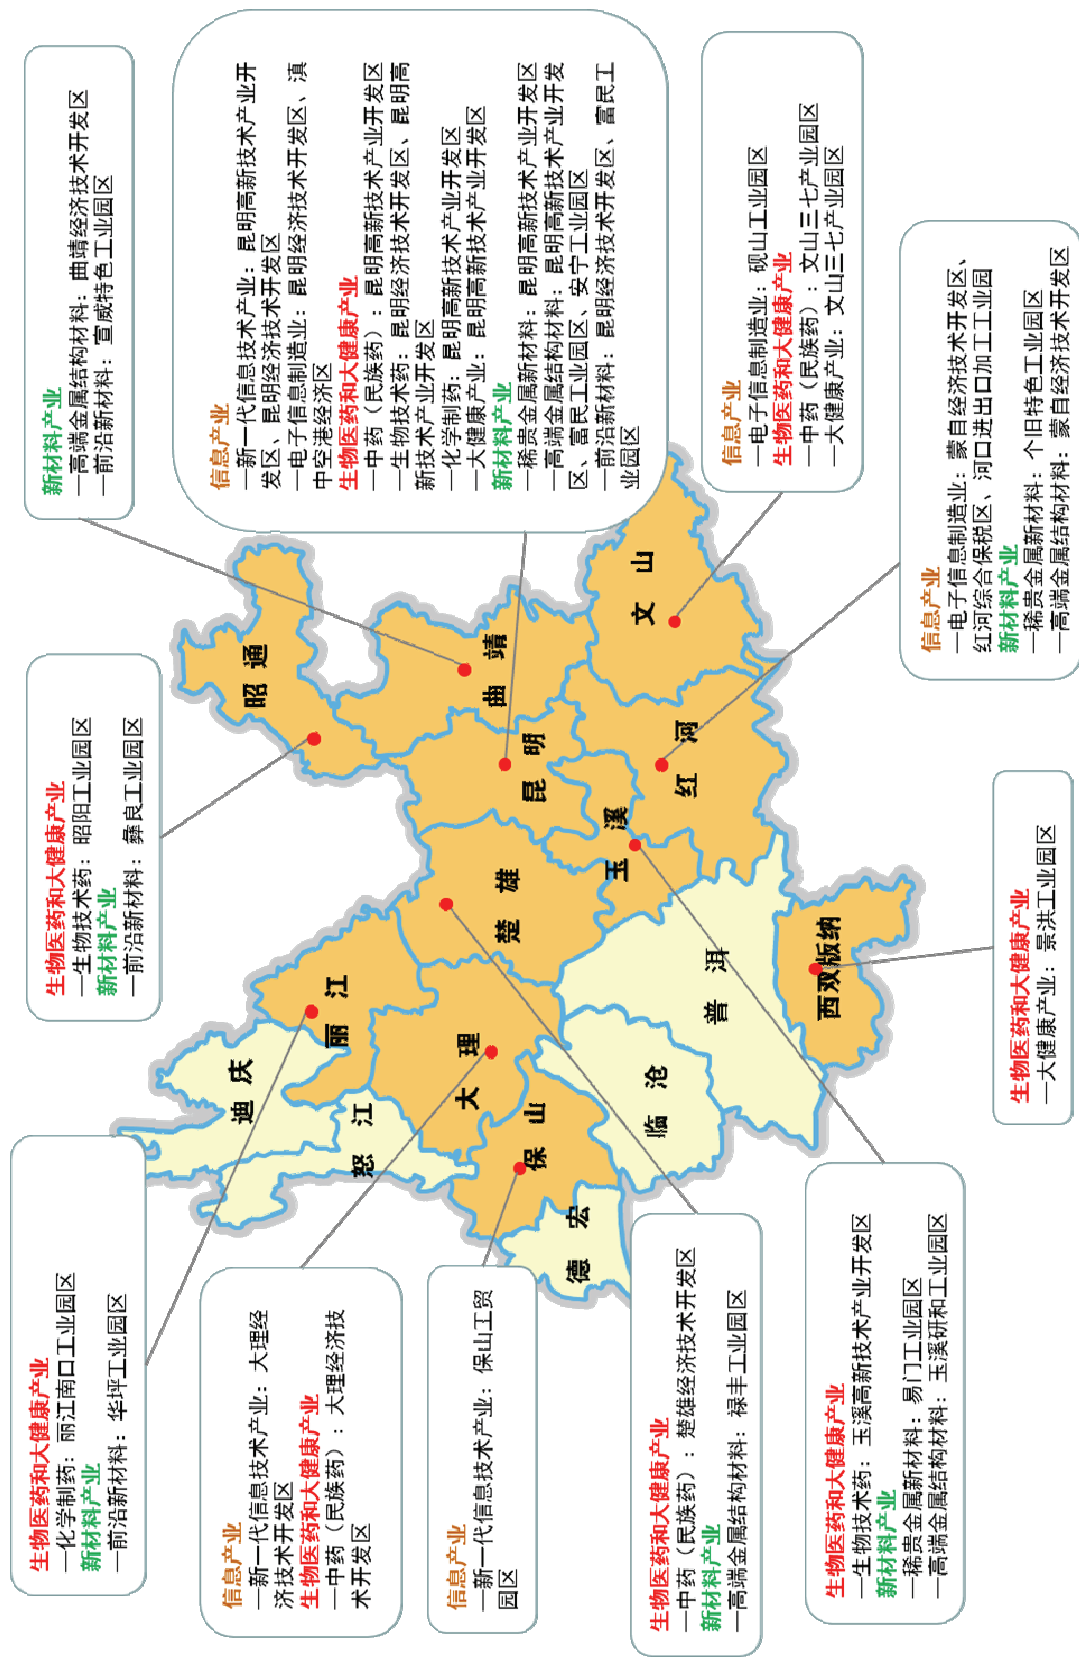 生物医药和大健康产业
—化学制药：丽江南口工业园区
新材料产业
—前沿新材料：华坪工业园区
生物医药和大健康产业
—生物技术药：昭阳工业园区
新材料产业
—前沿新材料：彝良工业园区
新材料产业
—高端金属结构材料：曲靖经济技术开发区
—前沿新材料：宣威特色工业园区
信息产业
—新一代信息技术产业：昆明高新技术产业开
发区、昆明经济技术开发区
—电子信息制造业：昆明经济技术开发区、滇
中空港经济区
生物医药和大健康产业
—中药（民族药）：昆明高新技术产业开发区
—生物技术药：昆明经济技术开发区、昆明高
新技术产业开发区
—化学制药：昆明高新技术产业开发区
—大健康产业：昆明高新技术产业开发区
新材料产业
—稀贵金属新材料：昆明高新技术产业开发区
—高端金属结构材料：昆明高新技术产业开发
区、富民工业园区、安宁工业园区
—前沿新材料：昆明经济技术开发区、富民工
业园区
信息产业
—新一代信息技术产业：大理经
济技术开发区
生物医药和大健康产业
—中药（民族药）：大理经济技
术开发区
信息产业
—新一代信息技术产业：保山工贸
园区
生物医药和大健康产业
—中药（民族药）：楚雄经济技术开发区
新材料产业
—高端金属结构材料：禄丰工业园区
生物医药和大健康产业
—生物技术药：玉溪高新技术产业开发区
新材料产业
—稀贵金属新材料：易门工业园区
—高端金属结构材料：玉溪研和工业园区
生物医药和大健康产业
—大健康产业：景洪工业园区
信息产业
—电子信息制造业：砚山工业园区
生物医药和大健康产业
—中药（民族药）：文山三七产业园区
—大健康产业：文山三七产业园区
信息产业
—电子信息制造业：蒙自经济技术开发区、
红河综合保税区、河口进出口加工工业园
新材料产业
—稀贵金属新材料：个旧特色工业园区
—高端金属结构材料：蒙自经济技术开发区
迪庆
昭通
丽江
怒江
大理
曲靖
楚雄
昆明
保山
德宏
玉溪
文山
临沧
红河
普洱
西双版纳